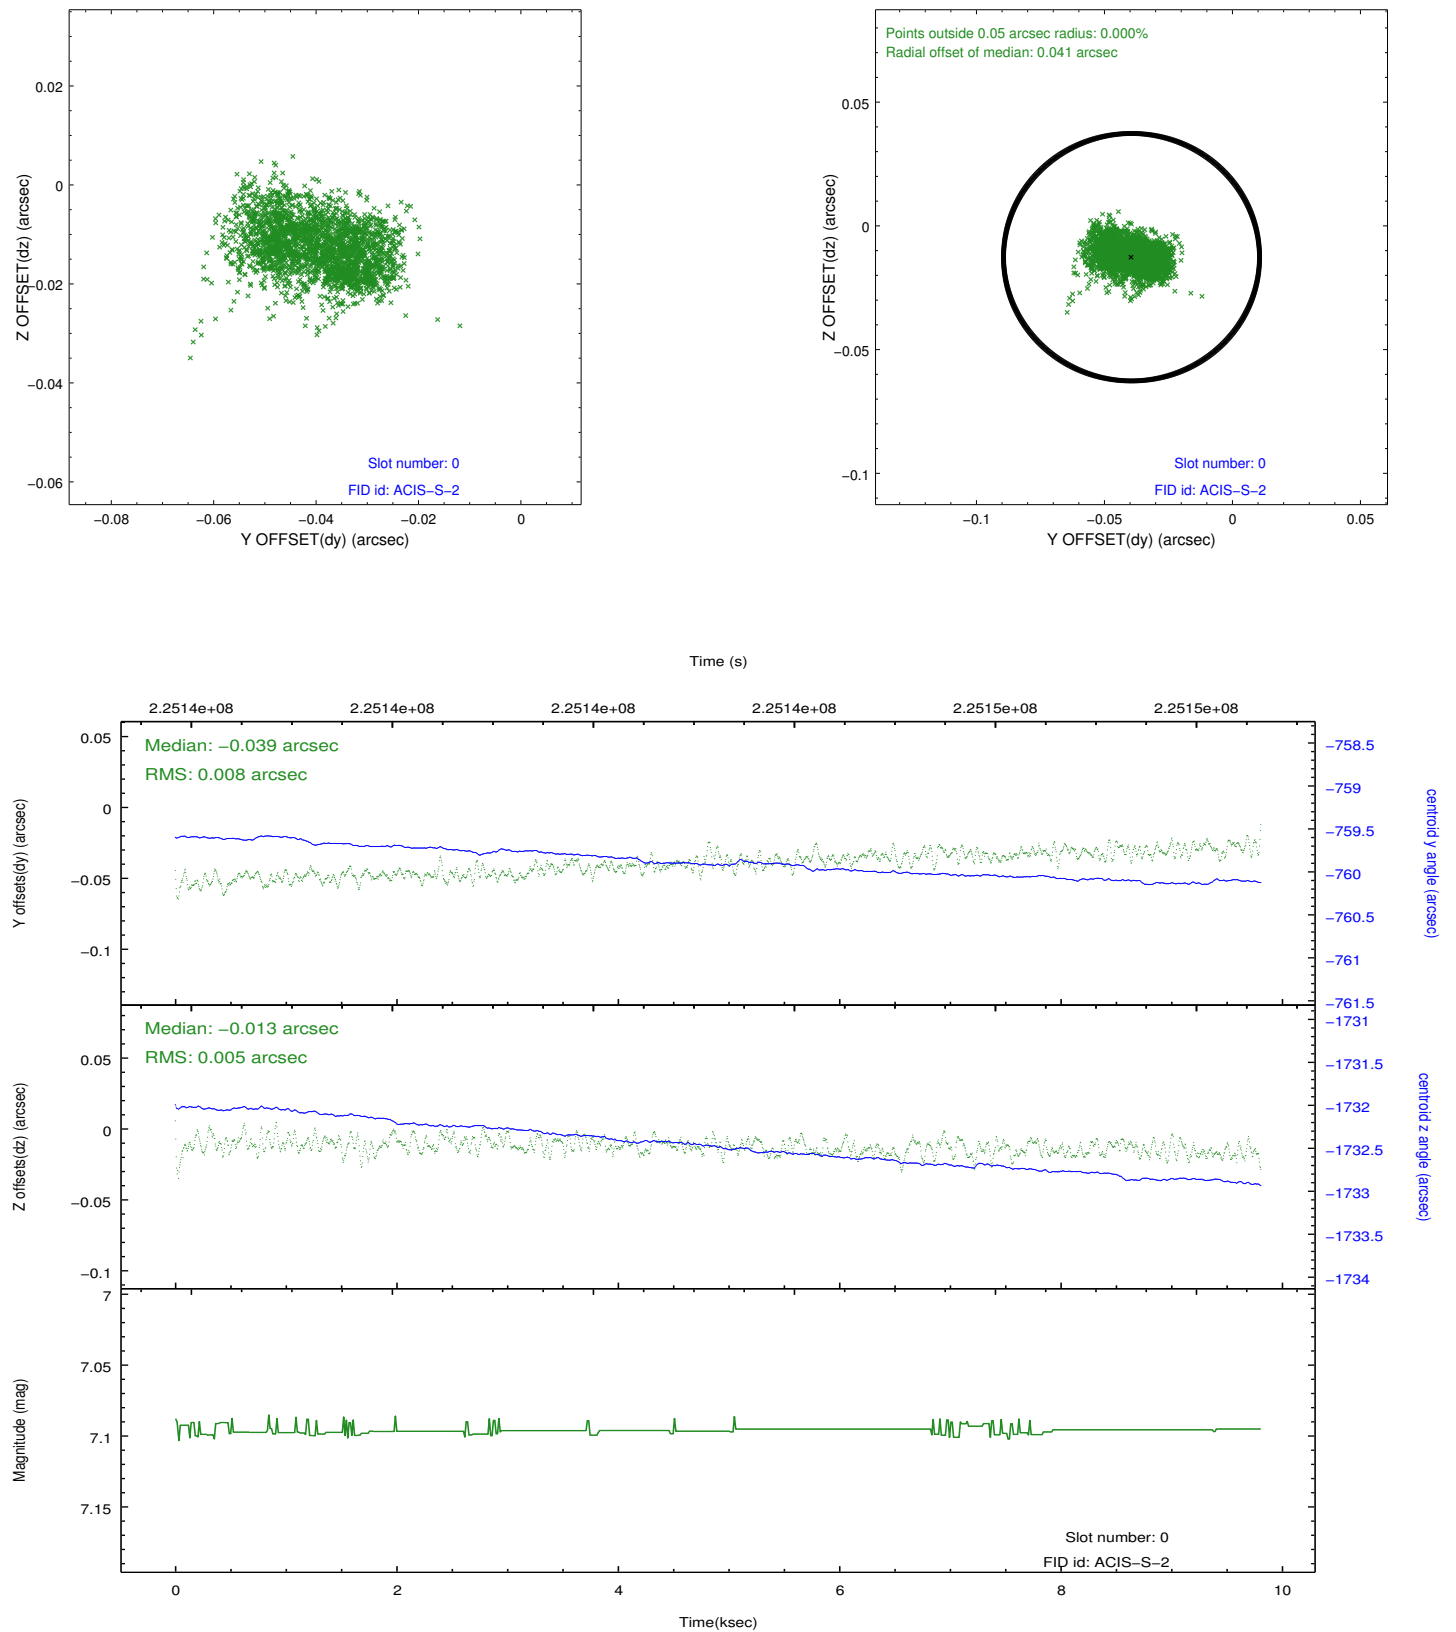 0.02
0
−0.02
−0.04
−0.06
Z OFFSET(dz) (arcsec)
Slot number: 0
FID id: ACIS−S−2
−0.08 −0.06 −0.04 −0.02 0
Y OFFSET(dy) (arcsec)
Points outside 0.05 arcsec radius: 0.000%
Radial offset of median: 0.041 arcsec
0.05
0
−0.05
−0.1
Z OFFSET(dz) (arcsec)
Slot number: 0
FID id: ACIS−S−2
−0.1 −0.05 0 0.05
Y OFFSET(dy) (arcsec)
Time (s)
2.2514e+08 2.2514e+08 2.2514e+08 2.2514e+08 2.2515e+08 2.2515e+08
Median: −0.039 arcsec
RMS: 0.008 arcsec
0.05
0
−0.05
−0.1
Y offsets(dy) (arcsec)
−758.5
−759
−759.5
−760
−760.5
−761
−761.5
centroid y angle (arcsec)
Median: −0.013 arcsec
RMS: 0.005 arcsec
0.05
0
−0.05
−0.1
Z offsets(dz) (arcsec)
−1731
−1731.5
−1732
−1732.5
−1733
−1733.5
−1734
centroid z angle (arcsec)
7
7.05
7.1
7.15
Magnitude (mag)
Slot number: 0
FID id: ACIS−S−2
0 2 4 6 8 10
Time(ksec)